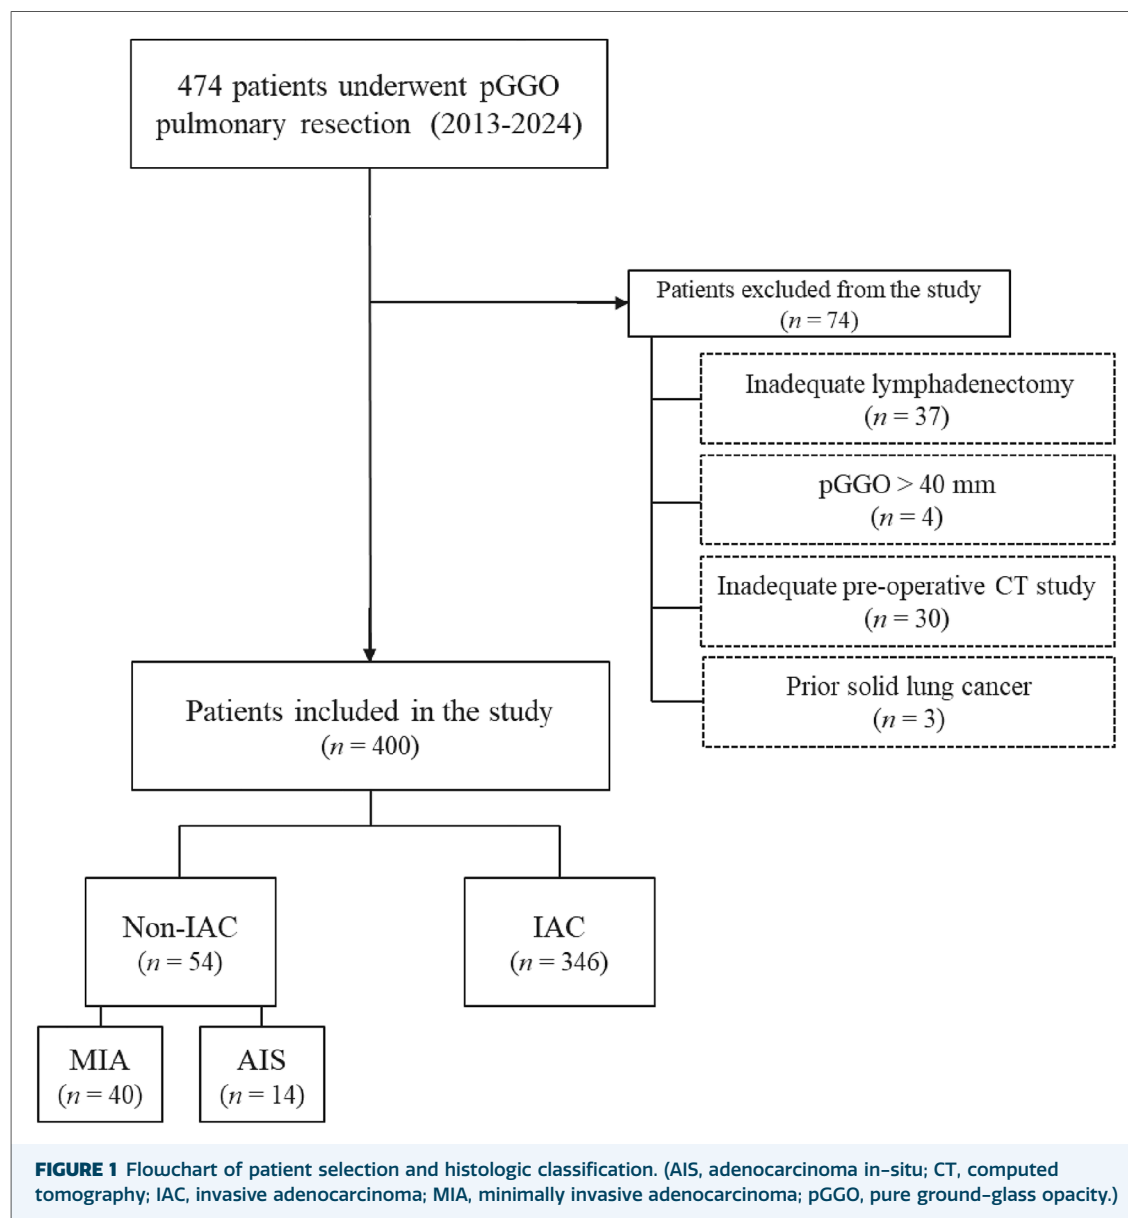 474 patients underwent pGGO
pulmonary resection (2013-2024)
Patients excluded from the study
(n = 74)
Inadequate lymphadenectomy
(n = 37)
pGGO > 40 mm
(n = 4)
Inadequate pre-operative CT study
(n = 30)
Prior solid lung cancer
(n = 3)
Patients included in the study
(n = 400)
Non-IAC
(n = 54)
IAC
(n = 346)
MIA
(n = 40)
AIS
(n = 14)
FIGURE 1 Flowchart of patient selection and histologic classification. (AIS, adenocarcinoma in-situ; CT, computed
tomography; IAC, invasive adenocarcinoma; MIA, minimally invasive adenocarcinoma; pGGO, pure ground-glass opacity.)